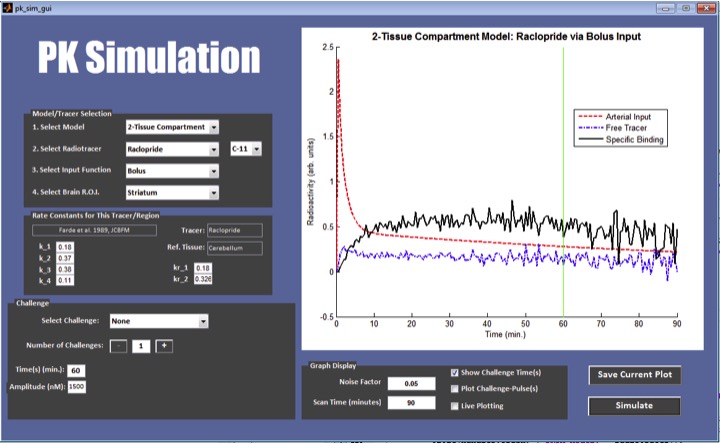 pk_sim_gui
PK Simulation
Model/Tracer Selection
1. Select Model 2-Tissue Compartment
2. Select Radiotracer Raclopride C-11
3. Select Input Function Bolus
4. Select Brain R.O.I. Striatum
Rate Constants for This Tracer/Region
Farde et al. 1989, JCBFM Tracer: Raclopride
Ref. Tissue: Cerebellum
k_1 0.18
k_2 0.37
k_3 0.38
k_4 0.11
kr_1 0.18
kr_2 0.326
Challenge
Select Challenge: None
Number of Challenges: - 1 +
Time(s) (min.): 60
Amplitude (nM): 1500
2-Tissue Compartment Model: Raclopride via Bolus Input
Radioactivity (arb. units)
2.5
2
1.5
1
0.5
0
-0.5
Arterial Input
Free Tracer
Specific Binding
0 10 20 30 40 50 60 70 80 90
Time (min.)
Graph Display
Noise Factor 0.05
Scan Time (minutes) 90
Show Challenge Time(s)
Plot Challenge-Pulse(s)
Live Plotting
Save Current Plot
Simulate